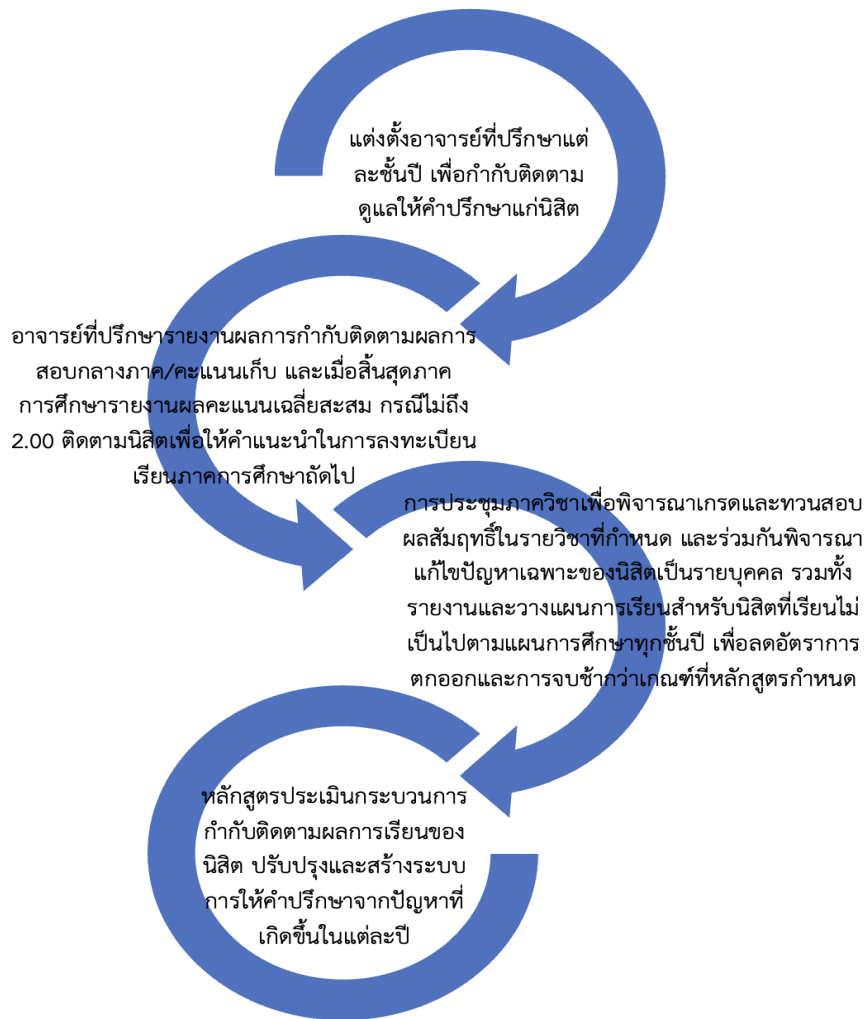 แต่งตั้งอาจารย์ที่ปรึกษาแต่
ละชั้นปี เพื่อกำกับติดตาม
ดูแลให้คำปรึกษาแก่นิสิต
อาจารย์ที่ปรึกษารายงานผลการกำกับติดตามผลการ
สอบกลางภาค/คะแนนเก็บ และเมื่อสิ้นสุดภาค
การศึกษารายงานผลคะแนนเฉลี่ยสะสม กรณีไม่ถึง
2.00 ติดตามนิสิตเพื่อให้คำแนะนำในการลงทะเบียน
เรียนภาคการศึกษาถัดไป
การประชุมภาควิชาเพื่อพิจารณาเกรดและทวนสอบ
ผลสัมฤทธิ์ในรายวิชาที่กำหนด และร่วมกันพิจารณา
แก้ไขปัญหาเฉพาะของนิสิตเป็นรายบุคคล รวมทั้ง
รายงานและวางแผนการเรียนสำหรับนิสิตที่เรียนไม่
เป็นไปตามแผนการศึกษาทุกชั้นปี เพื่อลดอัตราการ
ตกออกและการจบช้ากว่าเกณฑ์ที่หลักสูตรกำหนด
หลักสูตรประเมินกระบวนการ
กำกับติดตามผลการเรียนของ
นิสิต ปรับปรุงและสร้างระบบ
การให้คำปรึกษาจากปัญหาที่
เกิดขึ้นในแต่ละปี